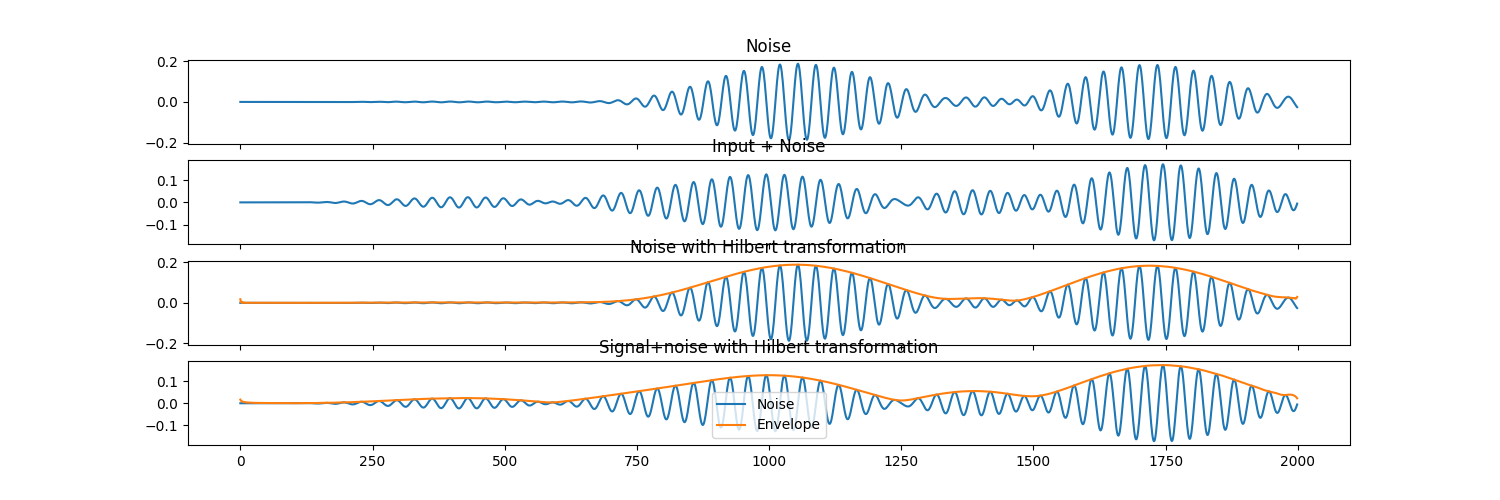 Noise
0.2
0.0
−0.2
Input + Noise
0.1
0.0
−0.1
Noise with Hilbert transformation
0.2
0.0
−0.2
Signal+noise with Hilbert transformation
0.1
0.0
−0.1
Noise
Envelope
0 250 500 750 1000 1250 1500 1750 2000